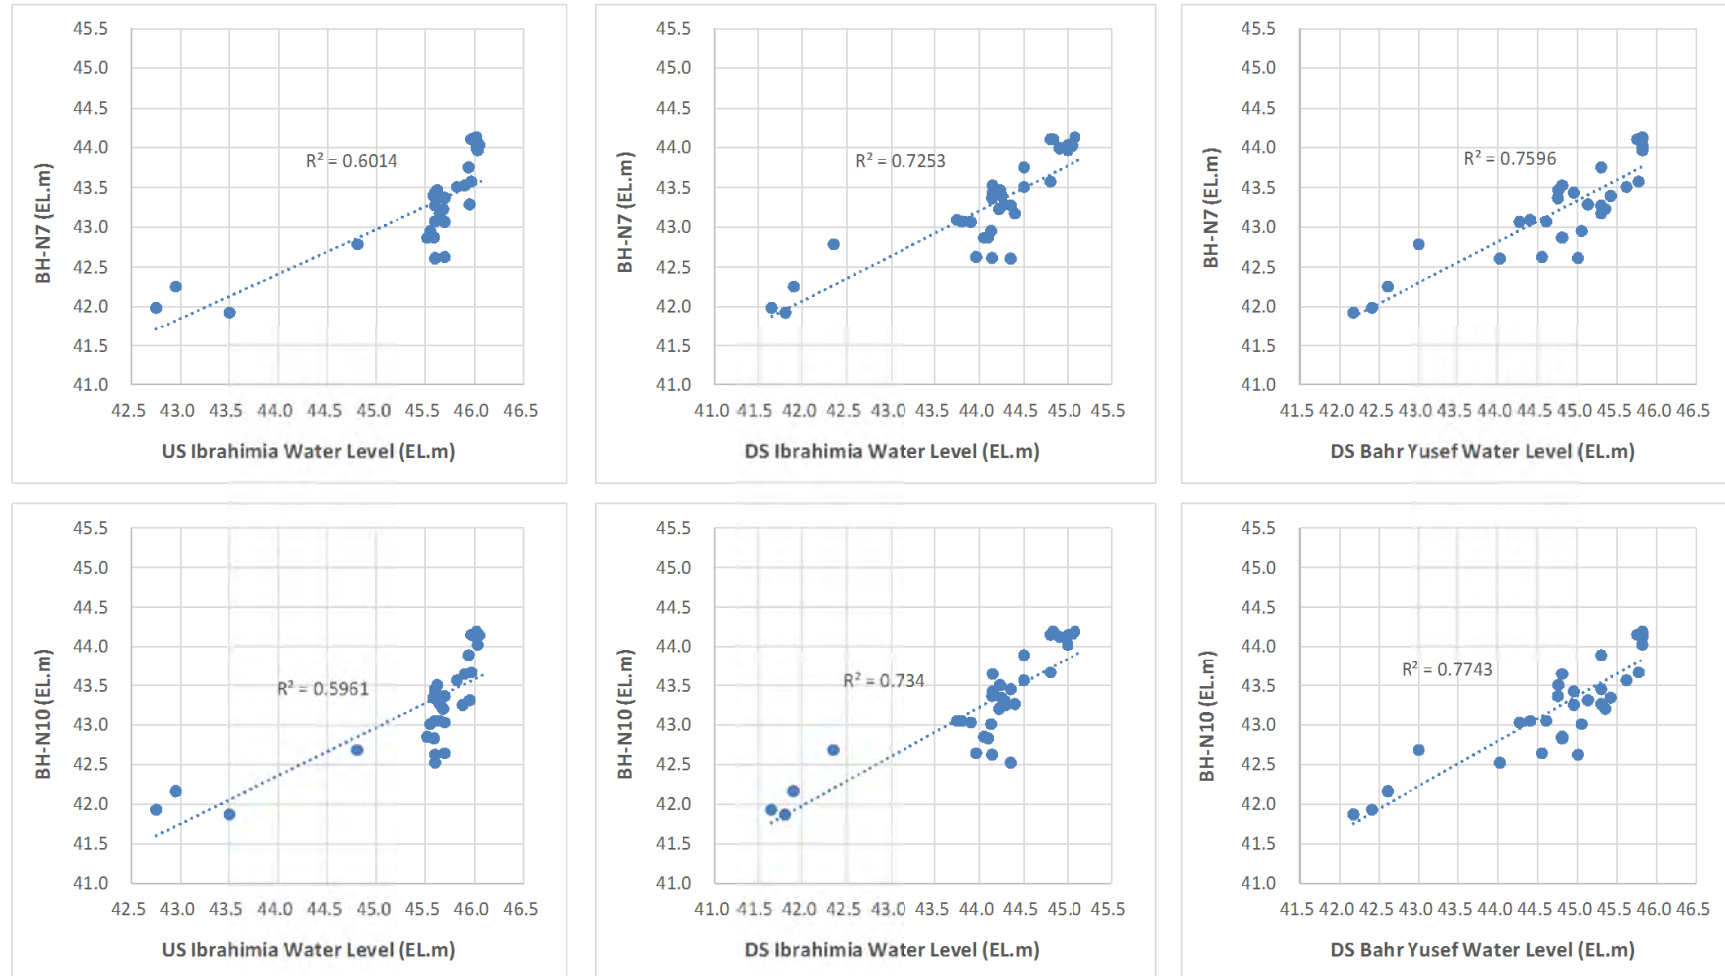 45.5
45.0
44.5
44.0
43.5
43.0
42.5
42.0
41.5
41.0
BH-N7 (EL.m)
R² = 0.6014
42.5 43.0 43.5 44.0 44.5 45.0 45.5 46.0 46.5
US Ibrahimia Water Level (EL.m)
45.5
45.0
44.5
44.0
43.5
43.0
42.5
42.0
41.5
41.0
BH-N7 (EL.m)
R² = 0.7253
41.0 41.5 42.0 42.5 43.0 43.5 44.0 44.5 45.0 45.5
DS Ibrahimia Water Level (EL.m)
45.5
45.0
44.5
44.0
43.5
43.0
42.5
42.0
41.5
41.0
BH-N7 (EL.m)
R² = 0.7596
41.5 42.0 42.5 43.0 43.5 44.0 44.5 45.0 45.5 46.0 46.5
DS Bahr Yusef Water Level (EL.m)
45.5
45.0
44.5
44.0
43.5
43.0
42.5
42.0
41.5
41.0
BH-N10 (EL.m)
R² = 0.5961
42.5 43.0 43.5 44.0 44.5 45.0 45.5 46.0 46.5
US Ibrahimia Water Level (EL.m)
45.5
45.0
44.5
44.0
43.5
43.0
42.5
42.0
41.5
41.0
BH-N10 (EL.m)
R² = 0.734
41.0 41.5 42.0 42.5 43.0 43.5 44.0 44.5 45.0 45.5
DS Ibrahimia Water Level (EL.m)
45.5
45.0
44.5
44.0
43.5
43.0
42.5
42.0
41.5
41.0
BH-N10 (EL.m)
R² = 0.7743
41.5 42.0 42.5 43.0 43.5 44.0 44.5 45.0 45.5 46.0 46.5
DS Bahr Yusef Water Level (EL.m)